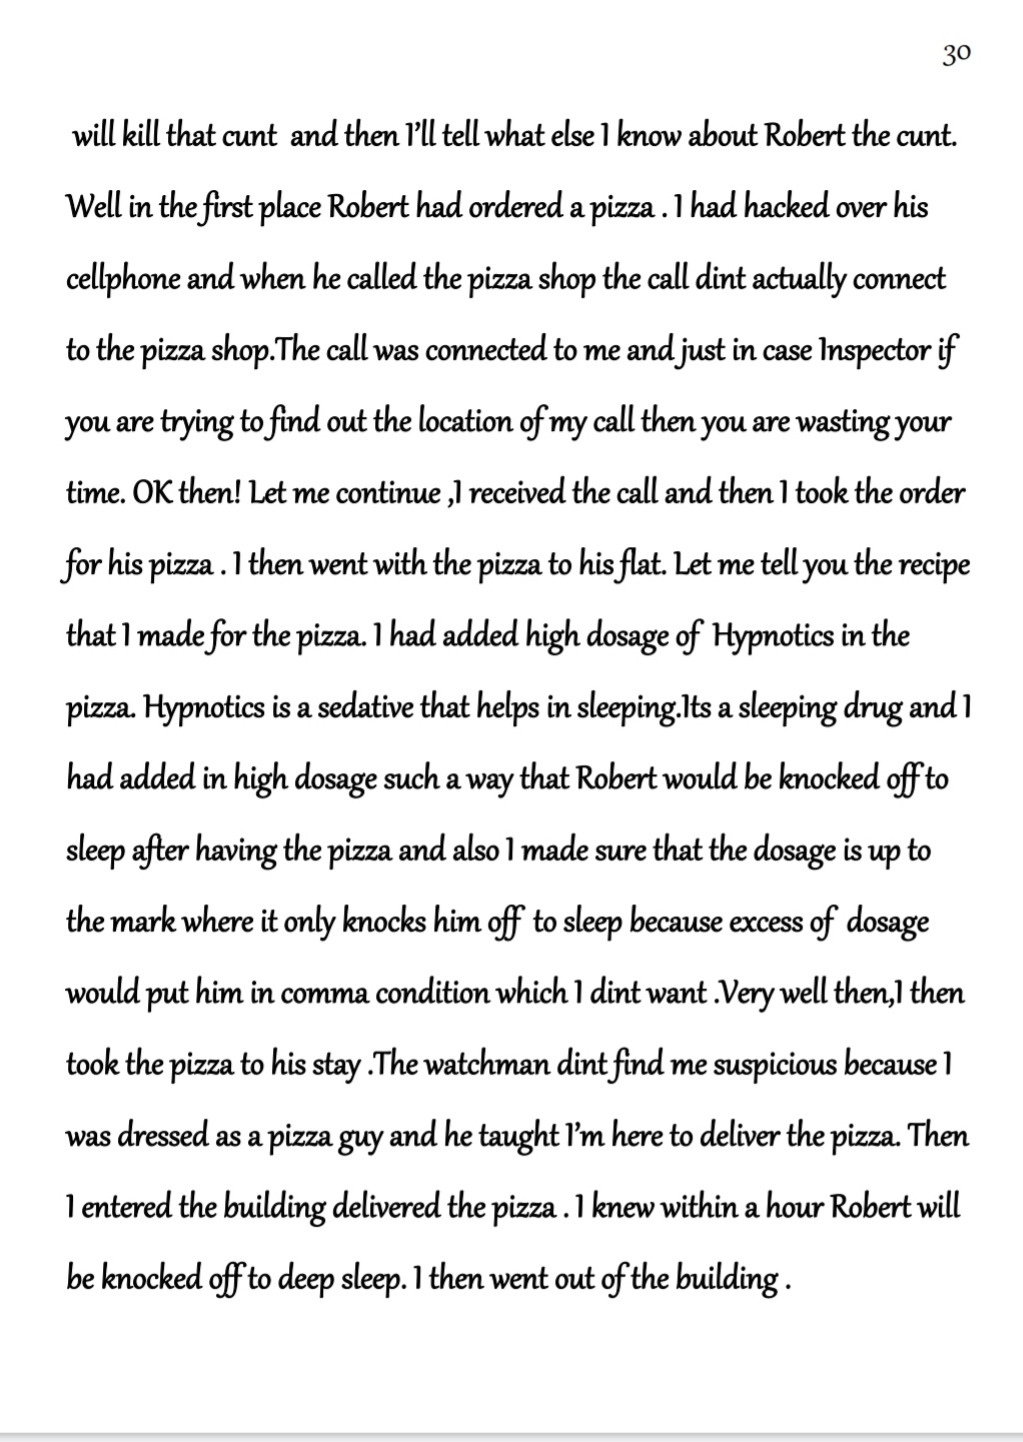 30
will kill that cunt  and then I'll tell what else I know about Robert the cunt.
Well in the first place Robert had ordered a pizza . I had hacked over his
cellphone and when he called the pizza shop the call dint actually connect
to the pizza shop.The call was connected to me and just in case Inspector if
you are trying to find out the location of my call then you are wasting your
time. OK then! Let me continue ,I received the call and then I took the order
for his pizza . I then went with the pizza to his flat. Let me tell you the recipe
that I made for the pizza. I had added high dosage of  Hypnotics in the
pizza. Hypnotics is a sedative that helps in sleeping.Its a sleeping drug and I
had added in high dosage such a way that Robert would be knocked off to
sleep after having the pizza and also I made sure that the dosage is up to
the mark where it only knocks him off  to sleep because excess of  dosage
would put him in comma condition which I dint want .Very well then,I then
took the pizza to his stay .The watchman dint find me suspicious because I
was dressed as a pizza guy and he taught I'm here to deliver the pizza. Then
I entered the building delivered the pizza . I knew within a hour Robert will
be knocked off to deep sleep. I then went out of the building .